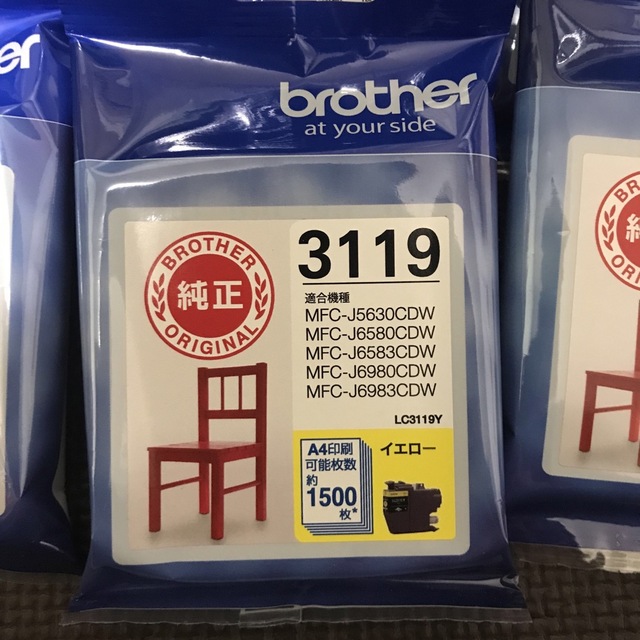 er
brother
at your side
BROTHER
純正
ORIGINAL
3119
適合機種
MFC-J5630CDW
MFC-J6580CDW
MFC-J6583CDW
MFC-J6980CDW
MFC-J6983CDW
LC3119Y
A4印刷
可能枚数
約
1500
枚*
イエロー